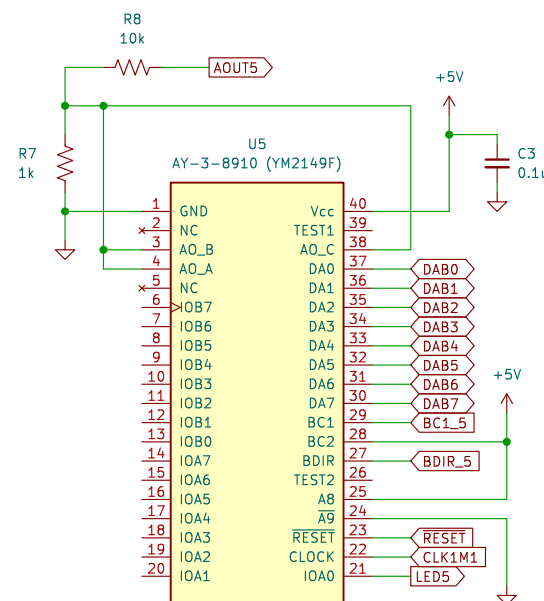 R8
10k
AOUT5
+5V
U5
AY-3-8910 (YM2149F)
R7
1k
C3
0.1u
1 GND Vcc 40
2 NC TEST1 39
3 AO_B AO_C 38
4 AO_A DA0 37 DAB0
5 NC DA1 36 DAB1
6 IOB7 DA2 35 DAB2
7 IOB6 DA3 34 DAB3
8 IOB5 DA4 33 DAB4
9 IOB4 DA5 32 DAB5
10 IOB3 DA6 31 DAB6
11 IOB2 DA7 30 DAB7
+5V
12 IOB1 BC1 29 BC1_5
13 IOB0 BC2 28
14 IOA7 BDIR 27 BDIR_5
15 IOA6 TEST2 26
16 IOA5 A8 25
17 IOA4 A9 24
18 IOA3 RESET 23 RESET
19 IOA2 CLOCK 22 CLK1M1
20 IOA1 IOA0 21 LED5